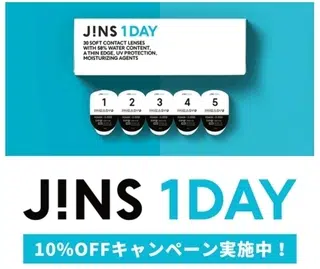 J!NS 1DAY
30 SOFT CONTACT LENSES
WITH 58% WATER CONTENT,
A THIN EDGE, UV PROTECTION,
MOISTURIZING AGENTS
1 2 3 4 5
J!NS 1DAY
10%OFFキャンペーン実施中！